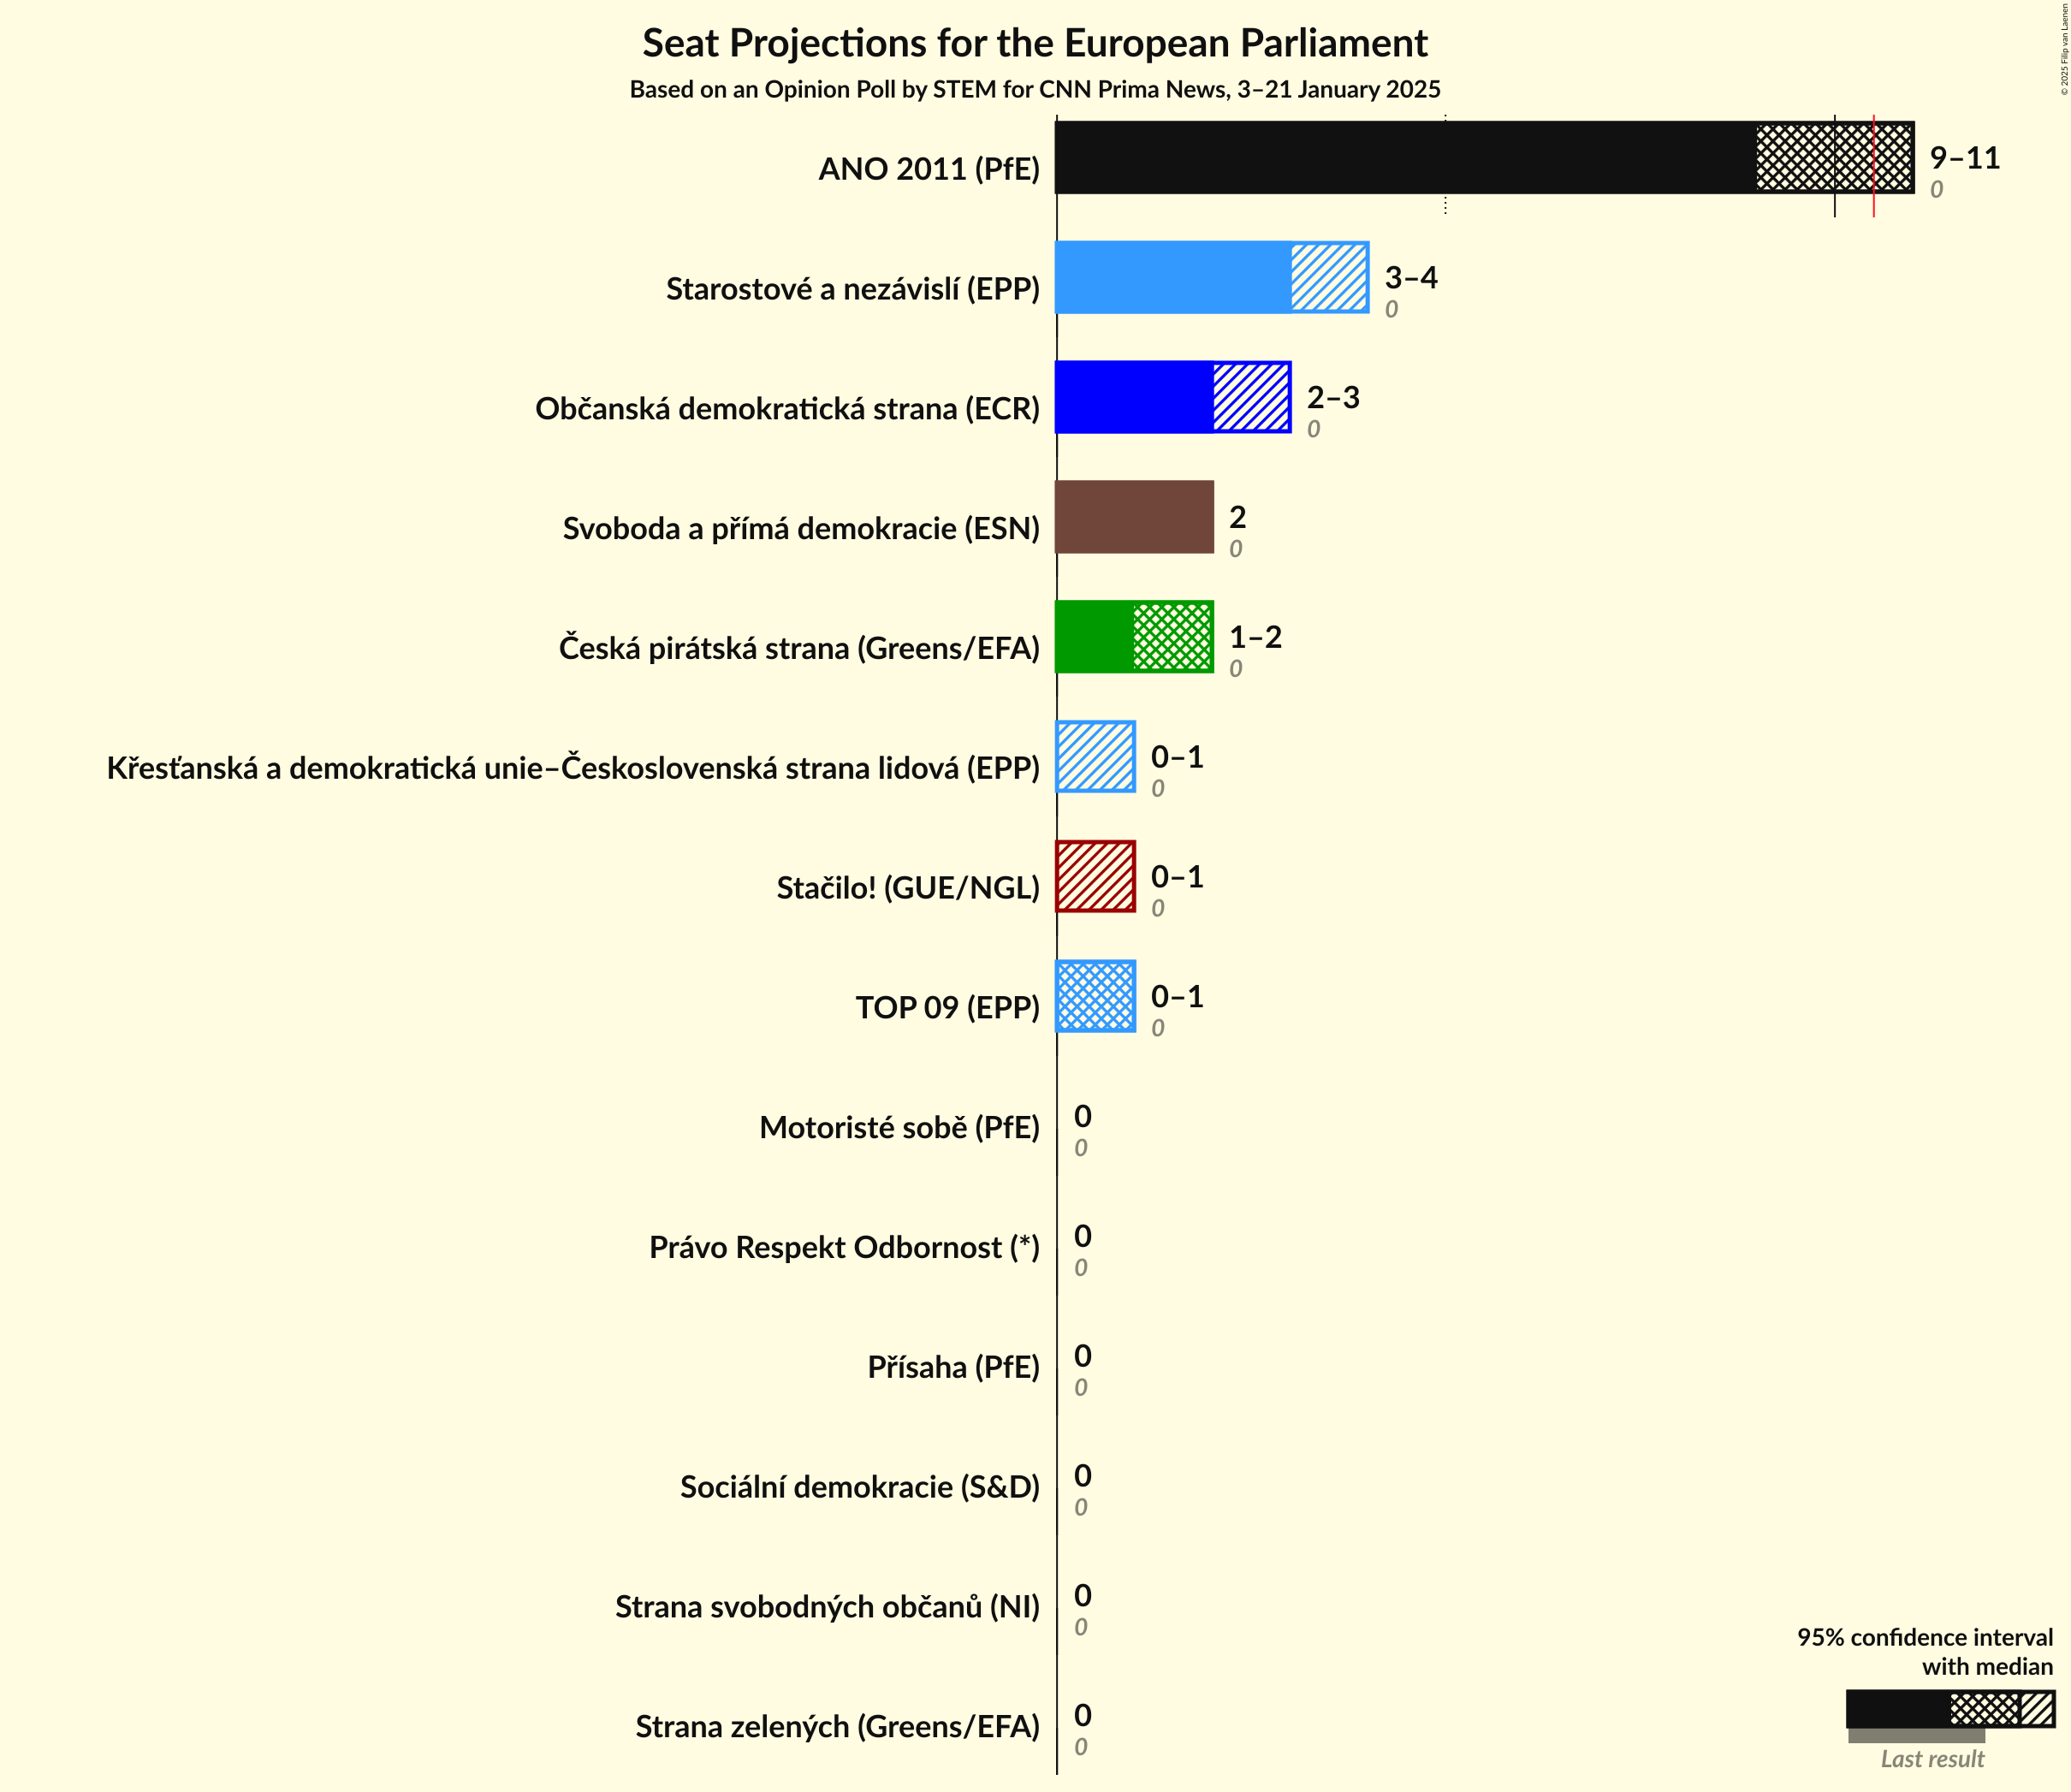 Seat Projections for the European Parliament
Based on an Opinion Poll by STEM for CNN Prima News, 3–21 January 2025
© 2025 Filip van Laenen
ANO 2011 (PfE)
9–11
0
Starostové a nezávislí (EPP)
3–4
0
Občanská demokratická strana (ECR)
2–3
0
Svoboda a přímá demokracie (ESN)
2
0
Česká pirátská strana (Greens/EFA)
1–2
0
Křesťanská a demokratická unie–Československá strana lidová (EPP)
0–1
0
Stačilo! (GUE/NGL)
0–1
0
TOP 09 (EPP)
0–1
0
Motoristé sobě (PfE)
0
0
Právo Respekt Odbornost (*)
0
0
Přísaha (PfE)
0
0
Sociální demokracie (S&D)
0
0
Strana svobodných občanů (NI)
0
0
Strana zelených (Greens/EFA)
0
0
95% confidence interval
with median
Last result